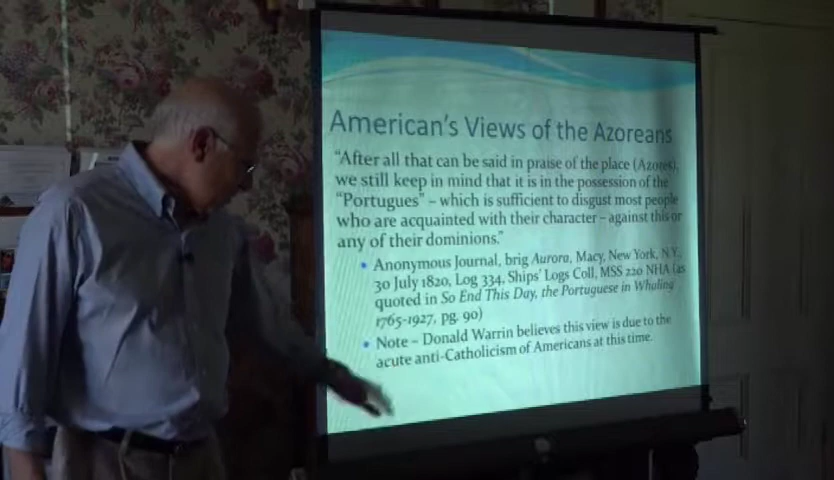 American's Views of the Azoreans
"After all that can be said in praise of the place (Azores),
we still keep in mind that it is in the possession of the
"Portugues" – which is sufficient to disgust most people
who are acquainted with their character – against this or
any of their dominions."
• Anonymous Journal, brig Aurora, Macy, New York, N.Y.,
30 July 1820, Log 334, Ships' Logs Coll, MSS 220 NHA (as
quoted in So End This Day, the Portuguese in Whaling
1765-1927, pg. 90)
• Note – Donald Warrin believes this view is due to the
acute anti-Catholicism of Americans at this time.